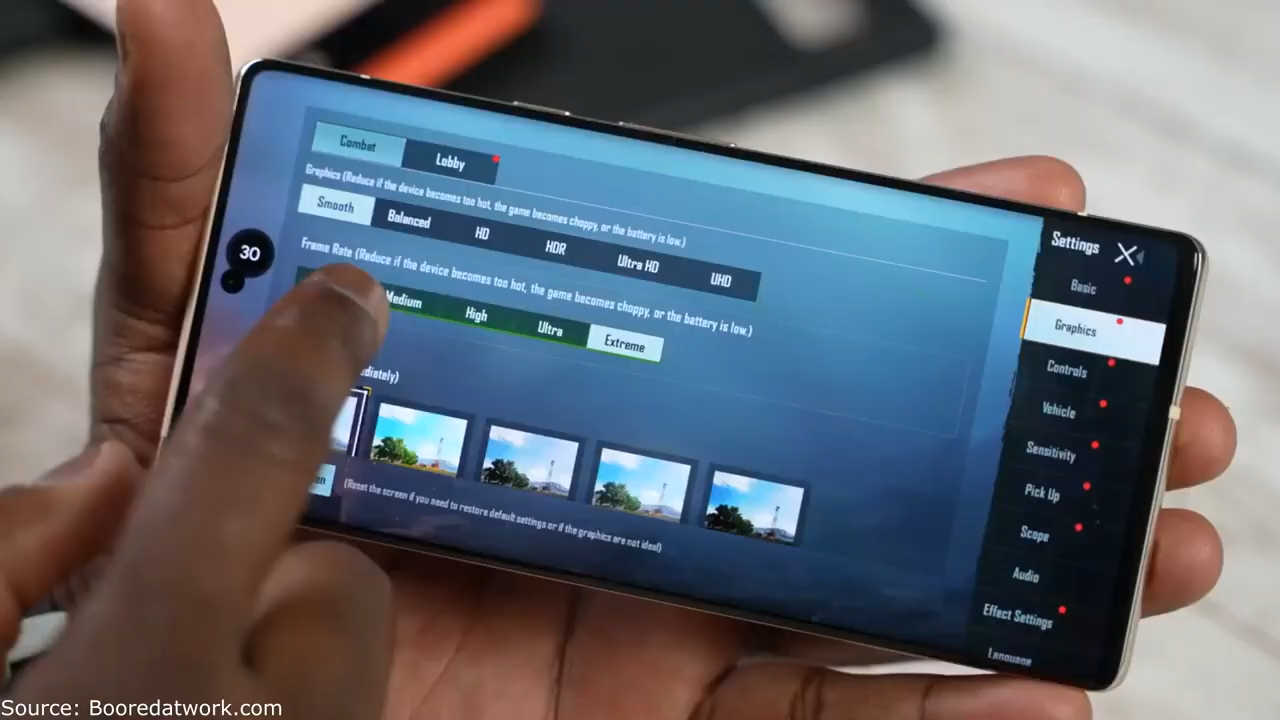 Combat
Lobby
Graphics (Reduce if the device becomes too hot, the game becomes choppy, or the battery is low.)
Smooth
Balanced
HD
HDR
Ultra HD
UHD
Frame Rate (Reduce if the device becomes too hot, the game becomes choppy, or the battery is low.)
Medium
High
Ultra
Extreme
30
(Reset the screen if you need to restore default settings or if the graphics are not ideal)
Settings
Basic
Graphics
Controls
Vehicle
Sensitivity
Pick Up
Scope
Audio
Effect Settings
Language
Source: Booredatwork.com